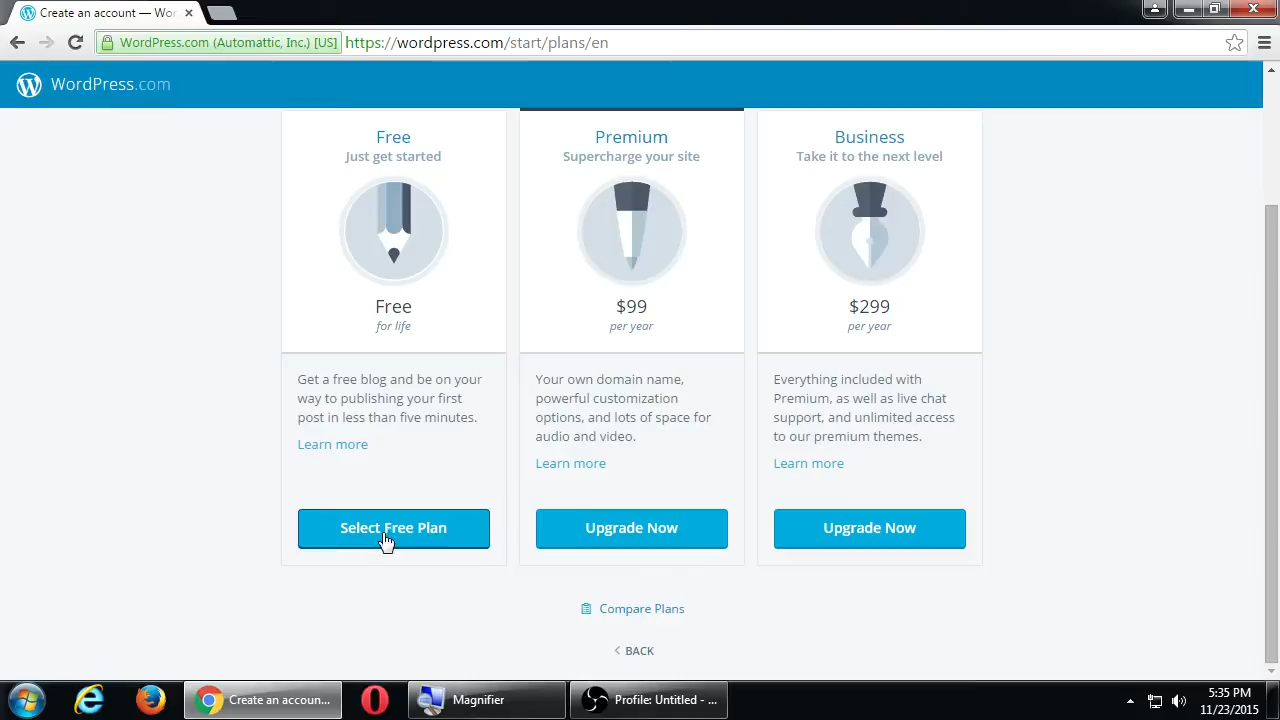 Create an account — Wo
WordPress.com (Automattic, Inc.) [US]
https://wordpress.com/start/plans/en
WordPress.com
Free
Just get started
Free
for life
Get a free blog and be on your
way to publishing your first
post in less than five minutes.
Learn more
Select Free Plan
Premium
Supercharge your site
$99
per year
Your own domain name,
powerful customization
options, and lots of space for
audio and video.
Learn more
Upgrade Now
Business
Take it to the next level
$299
per year
Everything included with
Premium, as well as live chat
support, and unlimited access
to our premium themes.
Learn more
Upgrade Now
Compare Plans
BACK
Create an accoun...
Magnifier
Profile: Untitled - ...
5:35 PM
11/23/2015